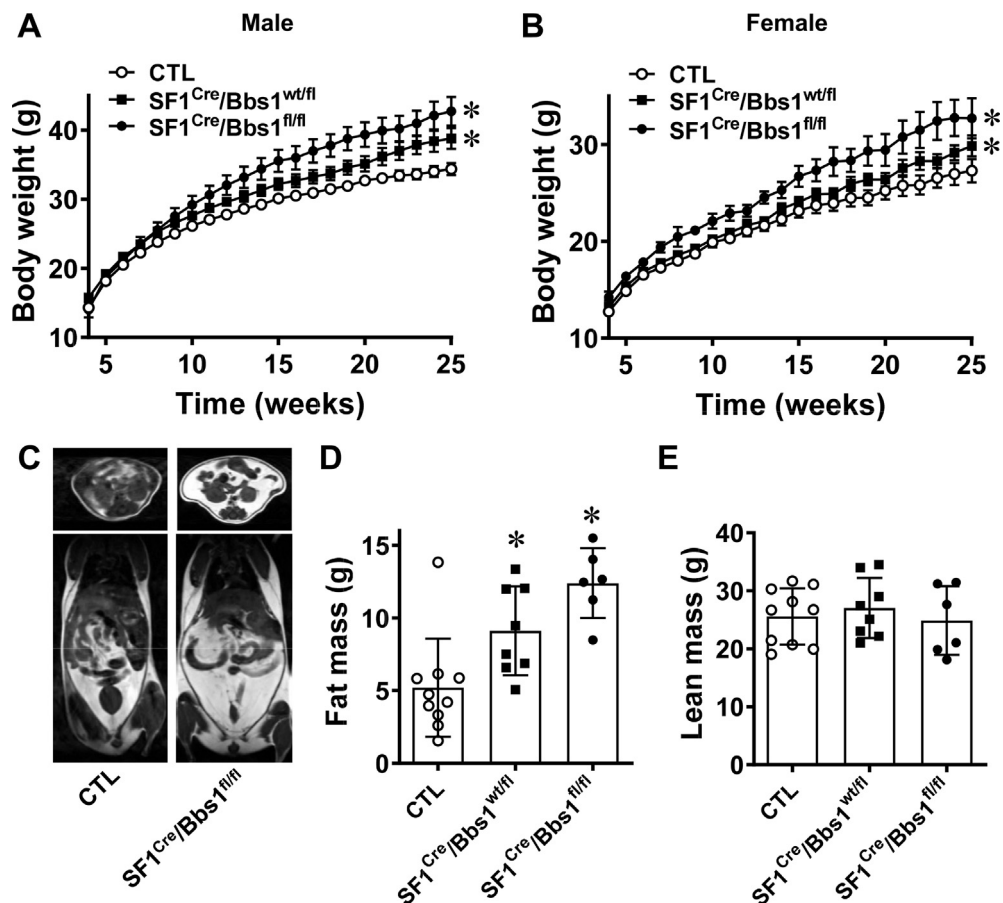 A
Male
CTL
SF1Cre/Bbs1wt/fl
SF1Cre/Bbs1fl/fl
Body weight (g)
40
30
20
10
*
*
5
10
15
20
25
Time (weeks)
B
Female
CTL
SF1Cre/Bbs1wt/fl
SF1Cre/Bbs1fl/fl
Body weight (g)
30
20
10
*
*
5
10
15
20
25
Time (weeks)
C
CTL
SF1Cre/Bbs1fl/fl
D
Fat mass (g)
15
10
5
0
*
*
CTL
SF1Cre/Bbs1wt/fl
SF1Cre/Bbs1fl/fl
E
Lean mass (g)
40
30
20
10
0
CTL
SF1Cre/Bbs1wt/fl
SF1Cre/Bbs1fl/fl